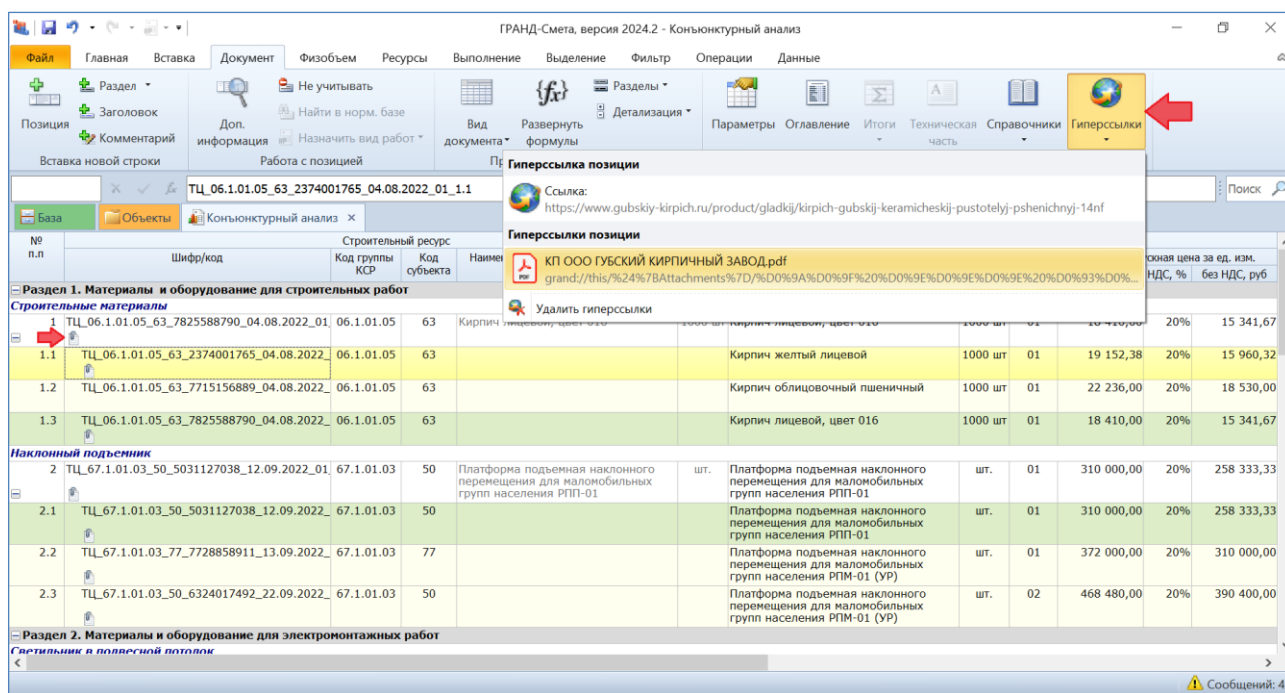 ГРАНД-Смета, версия 2024.2 - Конъюнктурный анализ
Файл Главная Вставка Документ Физобъем Ресурсы Выполнение Выделение Фильтр Операции Данные
Позиция
Раздел
Заголовок
Комментарий
Вставка новой строки
Доп. информация
Не учитывать
Найти в норм. базе
Назначить вид работ
Работа с позицией
Вид документа
Развернуть формулы
Разделы
Детализация
Параметры Оглавление Итоги Техническая часть Справочники Гиперссылки
Гиперссылка позиции
Ссылка:
https://www.gubskiy-kirpich.ru/product/gladkij/kirpich-gubskij-keramicheskij-pustotelyj-pshenichnyj-14nf
Гиперссылки позиции
КП ООО ГУБСКИЙ КИРПИЧНЫЙ ЗАВОД.pdf
grand://this/%24%7BAttachments%7D/%D0%9A%D0%9F%20%D0%9E%D0%9E%D0%9E%20%D0%93%D0%...
Удалить гиперссылки
fx ТЦ_06.1.01.05_63_2374001765_04.08.2022_01_1.1
Поиск
База Объекты Конъюнктурный анализ ×
№ п.п
Шифр/код
Строительный ресурс
Код группы КСР
Код субъекта
НДС, % без НДС, руб
Раздел 1. Материалы и оборудование для строительных работ
Строительные материалы
1 ТЦ_06.1.01.05_63_7825588790_04.08.2022_01 06.1.01.05 63 20% 15 341,67
1.1 ТЦ_06.1.01.05_63_2374001765_04.08.2022_ 06.1.01.05 63 Кирпич желтый лицевой 1000 шт 01 19 152,38 20% 15 960,32
1.2 ТЦ_06.1.01.05_63_7715156889_04.08.2022_ 06.1.01.05 63 Кирпич облицовочный пшеничный 1000 шт 01 22 236,00 20% 18 530,00
1.3 ТЦ_06.1.01.05_63_7825588790_04.08.2022_ 06.1.01.05 63 Кирпич лицевой, цвет 016 1000 шт 01 18 410,00 20% 15 341,67
Наклонный подъемник
2 ТЦ_67.1.01.03_50_5031127038_12.09.2022_01 67.1.01.03 50 Платформа подъемная наклонного шт. Платформа подъемная наклонного шт. 01 310 000,00 20% 258 333,33
перемещения для маломобильных перемещения для маломобильных
групп населения РПП-01 групп населения РПП-01
2.1 ТЦ_67.1.01.03_50_5031127038_12.09.2022_ 67.1.01.03 50 Платформа подъемная наклонного шт. 01 310 000,00 20% 258 333,33
перемещения для маломобильных
групп населения РПП-01
2.2 ТЦ_67.1.01.03_77_7728858911_13.09.2022_ 67.1.01.03 77 Платформа подъемная наклонного шт. 01 372 000,00 20% 310 000,00
перемещения для маломобильных
групп населения РПМ-01 (УР)
2.3 ТЦ_67.1.01.03_50_6324017492_22.09.2022_ 67.1.01.03 50 Платформа подъемная наклонного шт. 02 468 480,00 20% 390 400,00
перемещения для маломобильных
групп населения РПМ-01 (УР)
Раздел 2. Материалы и оборудование для электромонтажных работ
Светильник в подвесной потолок
Сообщений: 4